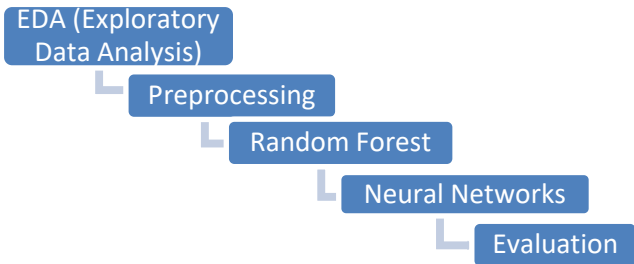 EDA (Exploratory
Data Analysis)
Preprocessing
Random Forest
Neural Networks
Evaluation